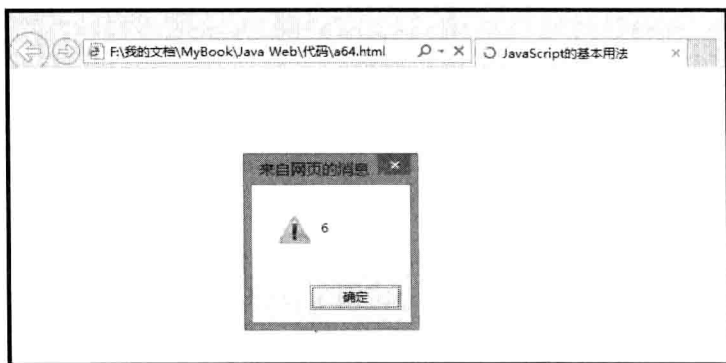 F:\我的文档\MyBook\Java Web\代码\a64.html
JavaScript的基本用法
来自网页的消息
6
确定